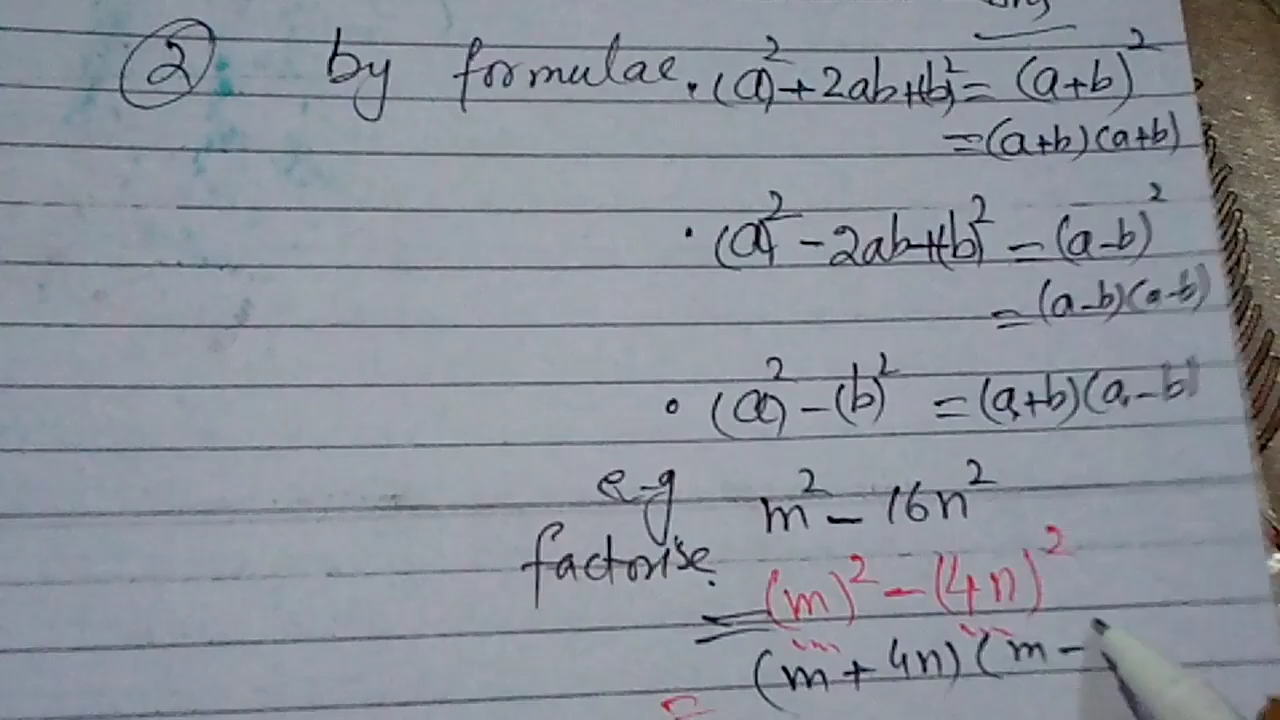 ② by formulae. • (a)² + 2ab + (b)² = (a+b)²
= (a+b)(a+b)
• (a)² - 2ab + (b)² = (a-b)²
= (a-b)(a-b)
• (a)² - (b)² = (a+b)(a-b)
e-g m² - 16n²
factorise.
= (m)² - (4n)²
= (m + 4n)(m -